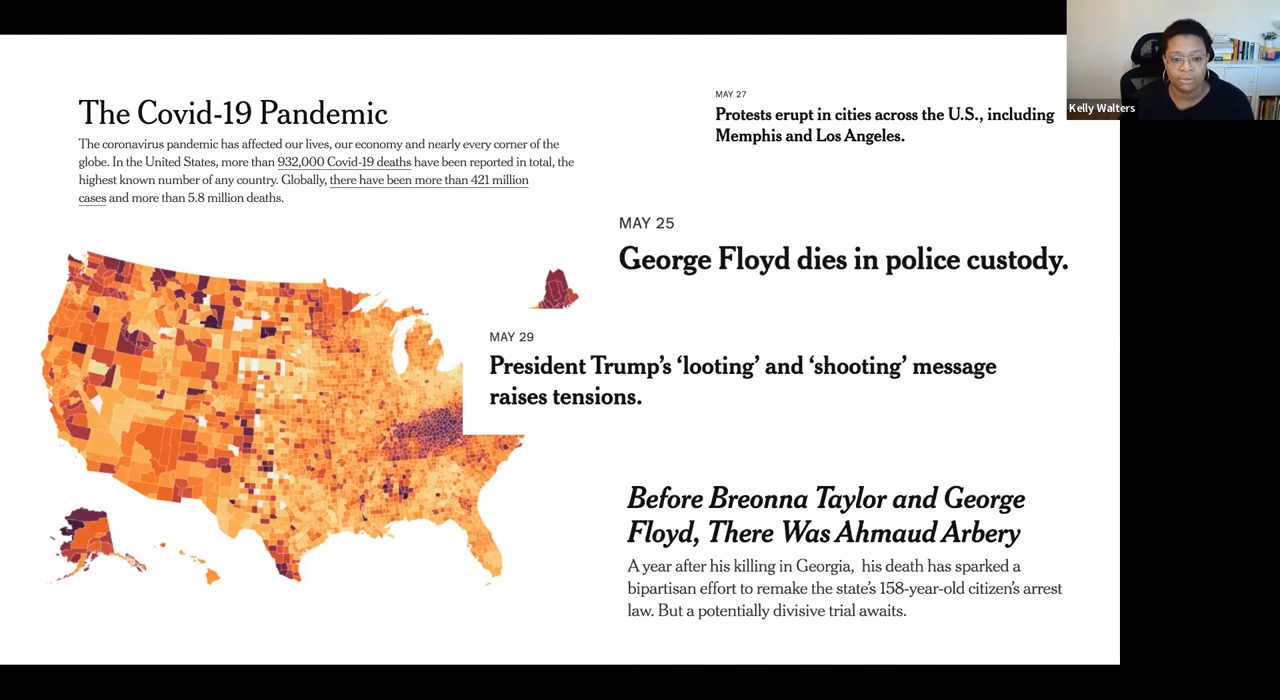 The Covid-19 Pandemic
The coronavirus pandemic has affected our lives, our economy and nearly every corner of the
globe. In the United States, more than 932,000 Covid-19 deaths have been reported in total, the
highest known number of any country. Globally, there have been more than 421 million
cases and more than 5.8 million deaths.
MAY 27
Protests erupt in cities across the U.S., including
Memphis and Los Angeles.
Kelly Walters
MAY 25
George Floyd dies in police custody.
MAY 29
President Trump’s ‘looting’ and ‘shooting’ message
raises tensions.
Before Breonna Taylor and George
Floyd, There Was Ahmaud Arbery
A year after his killing in Georgia, his death has sparked a
bipartisan effort to remake the state’s 158-year-old citizen’s arrest
law. But a potentially divisive trial awaits.